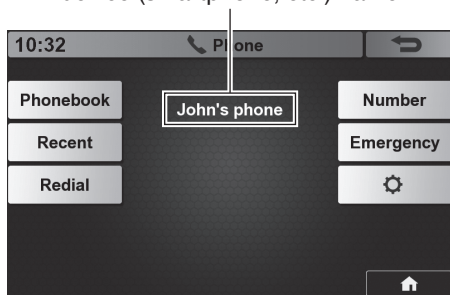 10:32
Phone
Phonebook
John's phone
Number
Recent
Emergency
Redial